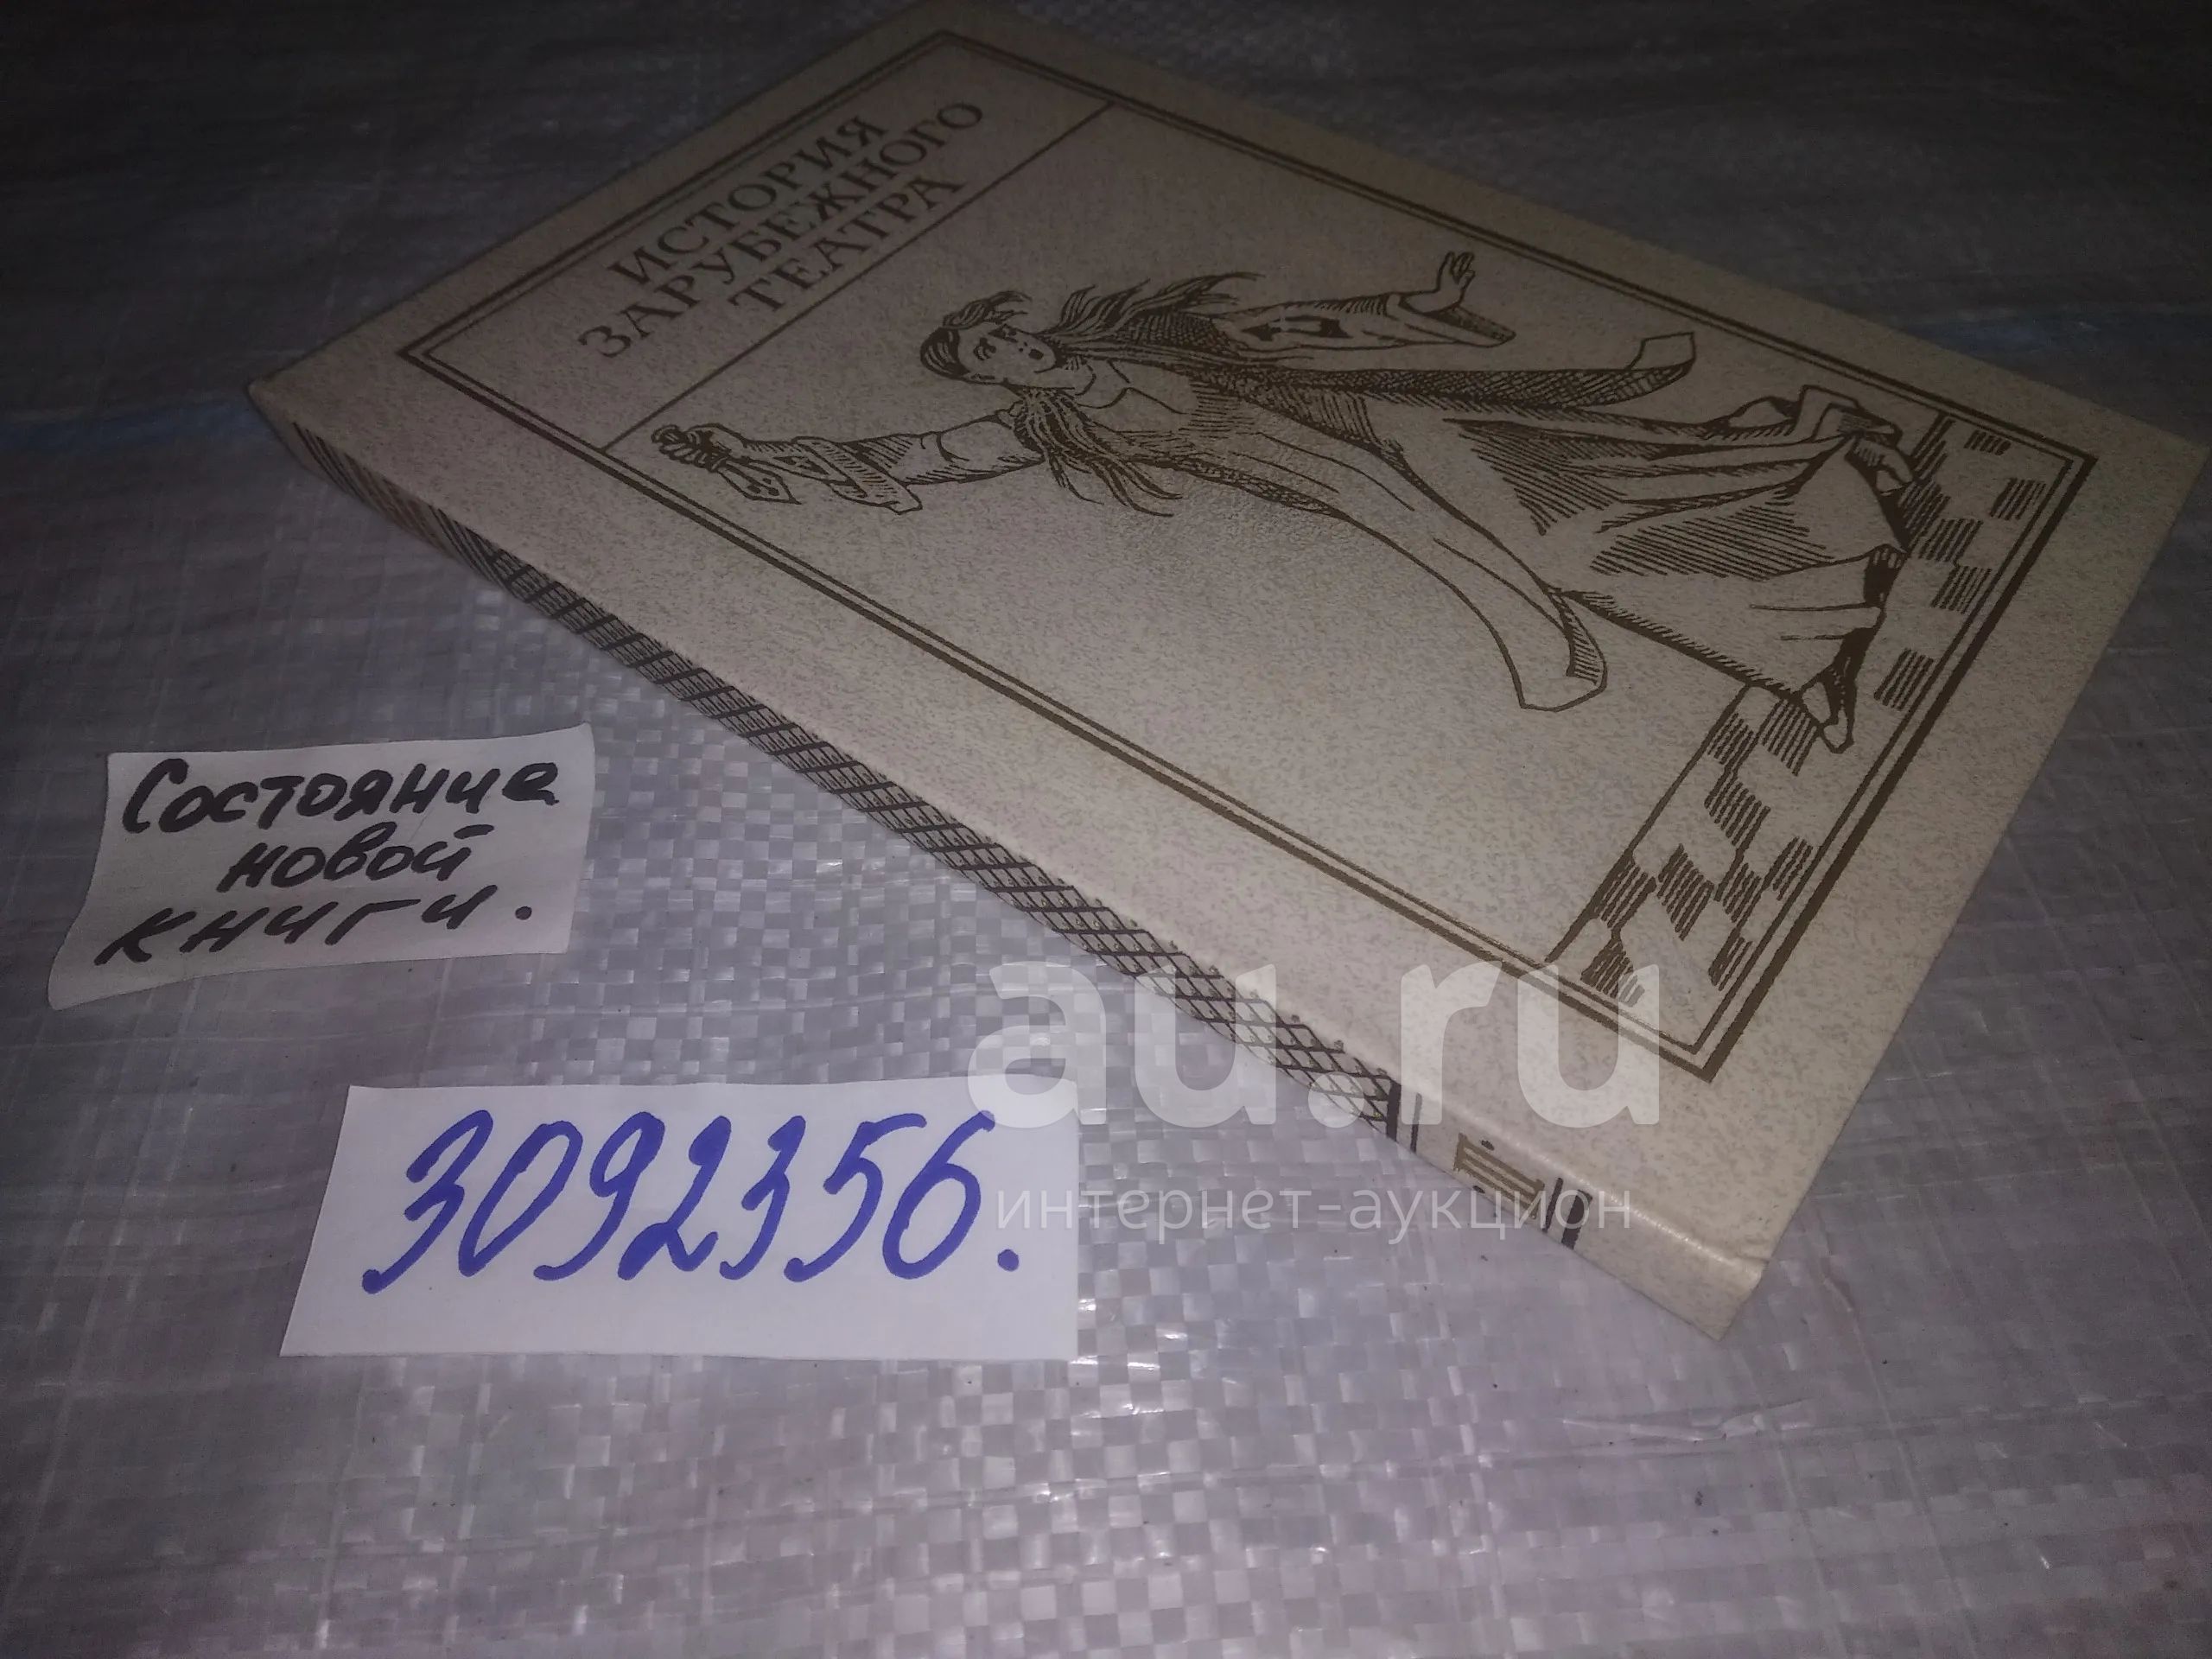 ИСТОРИЯ
ЗАРУБЕЖНОГО
ТЕАТРА
Состояние
новой
книги.
3092356.
au.ru
интернет-аукцион